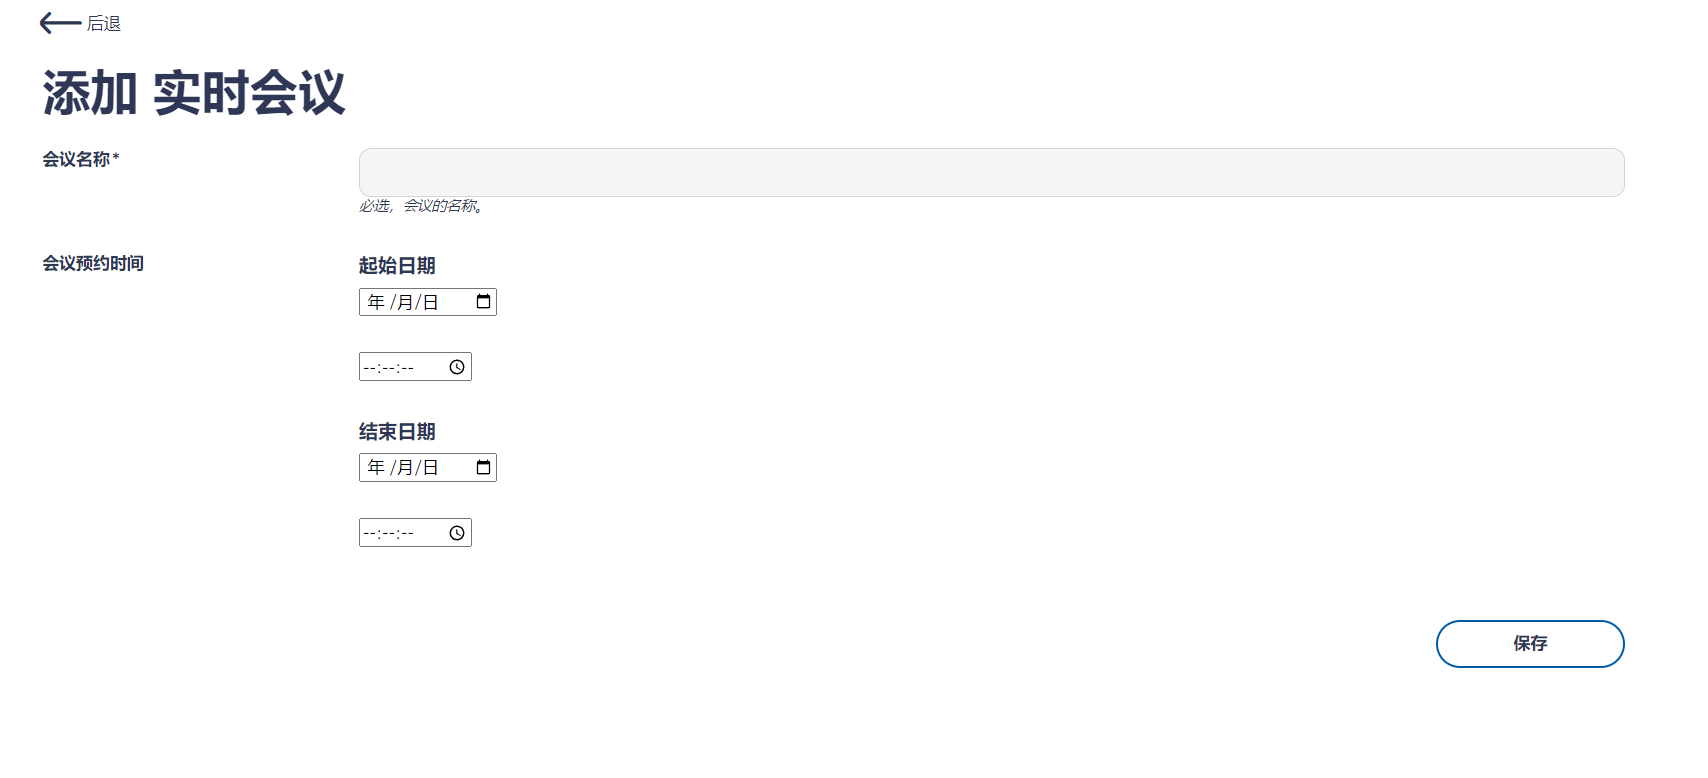 后退
添加 实时会议
会议名称*
必选，会议的名称。
会议预约时间
起始日期
年 /月/日
--:--:--
结束日期
年 /月/日
--:--:--
保存